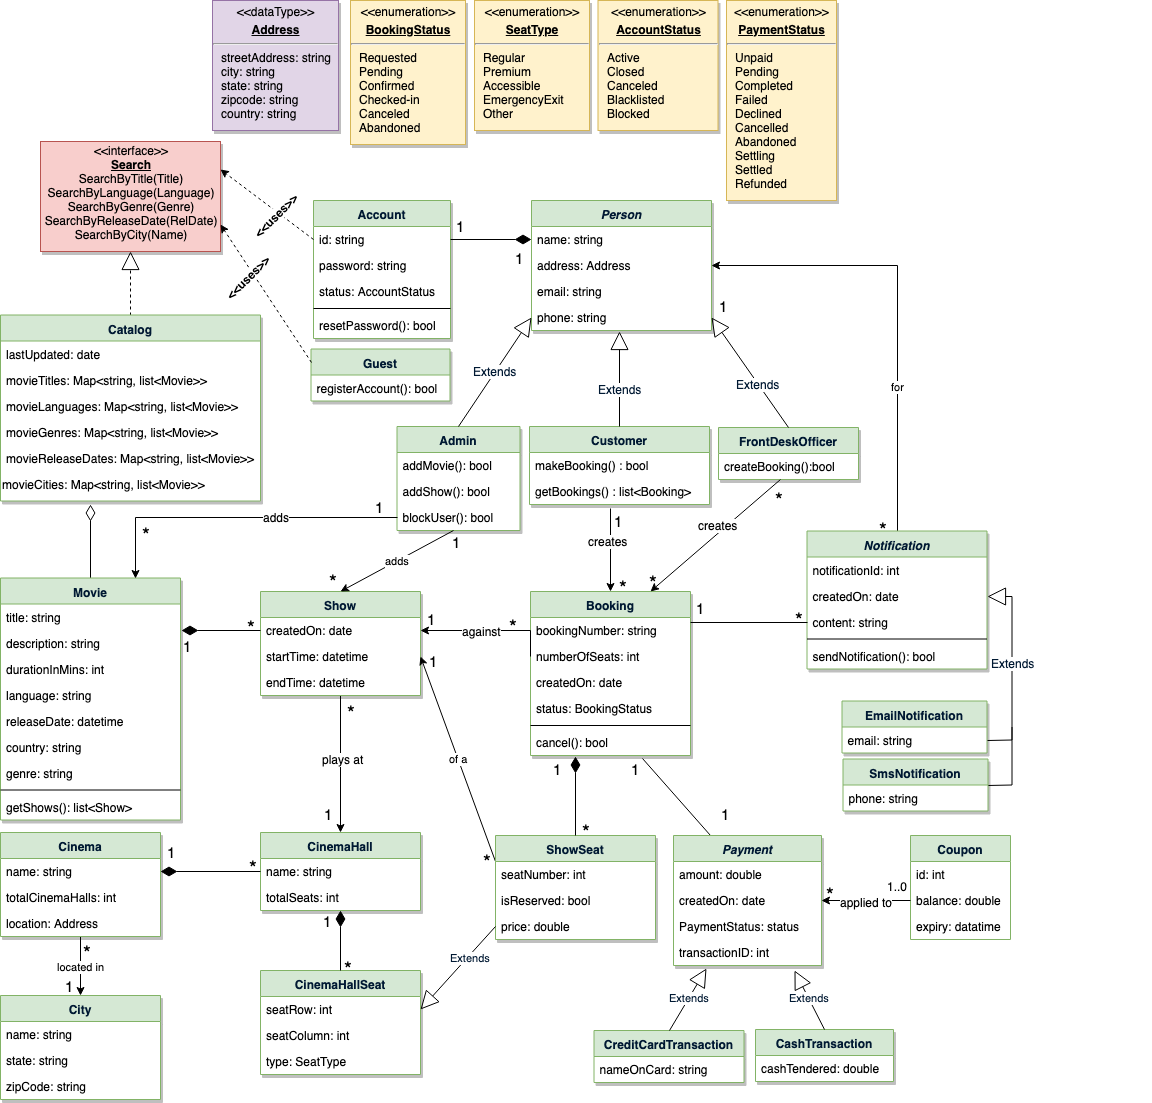 <<dataType>>
Address
streetAddress: string
city: string
state: string
zipcode: string
country: string
<<enumeration>>
BookingStatus
Requested
Pending
Confirmed
Checked-in
Canceled
Abandoned
<<enumeration>>
SeatType
Regular
Premium
Accessible
EmergencyExit
Other
<<enumeration>>
AccountStatus
Active
Closed
Canceled
Blacklisted
Blocked
<<enumeration>>
PaymentStatus
Unpaid
Pending
Completed
Failed
Declined
Cancelled
Abandoned
Settling
Settled
Refunded
<<interface>>
Search
SearchByTitle(Title)
SearchByLanguage(Language)
SearchByGenre(Genre)
SearchByReleaseDate(RelDate)
SearchByCity(Name)
<<uses>>
<<uses>>
Account
id: string
password: string
status: AccountStatus
resetPassword(): bool
1
1
Person
name: string
address: Address
email: string
phone: string
1
Guest
registerAccount(): bool
Catalog
lastUpdated: date
movieTitles: Map<string, list<Movie>>
movieLanguages: Map<string, list<Movie>>
movieGenres: Map<string, list<Movie>>
movieReleaseDates: Map<string, list<Movie>>
movieCities: Map<string, list<Movie>>
Extends
Extends
Extends
for
Admin
addMovie(): bool
addShow(): bool
blockUser(): bool
Customer
makeBooking() : bool
getBookings() : list<Booking>
FrontDeskOfficer
createBooking():bool
1
adds
*
1
adds
*
1
creates
*
*
creates
*
*
Notification
notificationId: int
createdOn: date
content: string
sendNotification(): bool
Extends
EmailNotification
email: string
SmsNotification
phone: string
Movie
title: string
description: string
durationInMins: int
language: string
releaseDate: datetime
country: string
genre: string
getShows(): list<Show>
1
*
Show
createdOn: date
startTime: datetime
endTime: datetime
1
against
*
1
Booking
bookingNumber: string
numberOfSeats: int
createdOn: date
status: BookingStatus
cancel(): bool
1
*
*
plays at
1
of a
*
1
*
1
1
Cinema
name: string
totalCinemaHalls: int
location: Address
1
*
CinemaHall
name: string
totalSeats: int
1
*
ShowSeat
seatNumber: int
isReserved: bool
price: double
Extends
Payment
amount: double
createdOn: date
PaymentStatus: status
transactionID: int
*
applied to
1..0
Coupon
id: int
balance: double
expiry: datatime
*
located in
1
City
name: string
state: string
zipCode: string
CinemaHallSeat
seatRow: int
seatColumn: int
type: SeatType
Extends
Extends
CreditCardTransaction
nameOnCard: string
CashTransaction
cashTendered: double